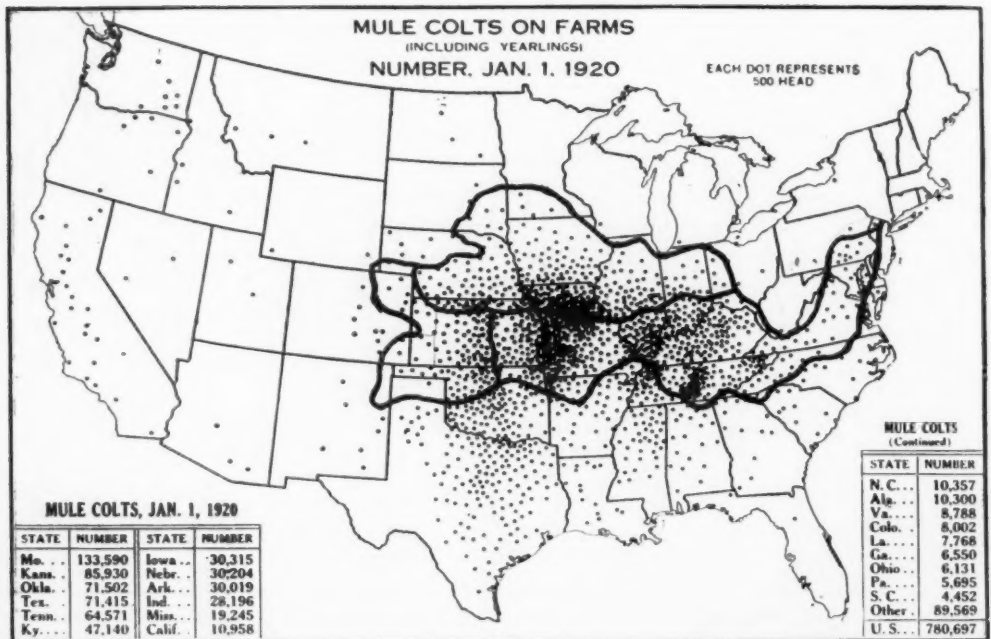 MULE COLTS ON FARMS
(INCLUDING YEARLINGS)
NUMBER, JAN. 1, 1920
EACH DOT REPRESENTS
500 HEAD
MULE COLTS, JAN. 1, 1920
STATE NUMBER STATE NUMBER
Mo. . . 133,590 Iowa . . 30,315
Kans. . 85,930 Nebr. . 30,204
Okla. . 71,502 Ark. . . 30,019
Tex. . . 71,415 Ind. . . . 28,196
Tenn. . 64,571 Miss. . . 19,245
Ky. . . . 47,140 Calif. . 10,958
MULE COLTS
(Continued)
STATE NUMBER
N. C. . . 10,357
Ala. . . . 10,300
Va. . . . . 8,788
Colo. . . 8,002
La. . . . . 7,768
Ga. . . . . 6,550
Ohio . . . 6,131
Pa. . . . . 5,695
S. C. . . . 4,452
Other . 89,569
U. S. . . 780,697